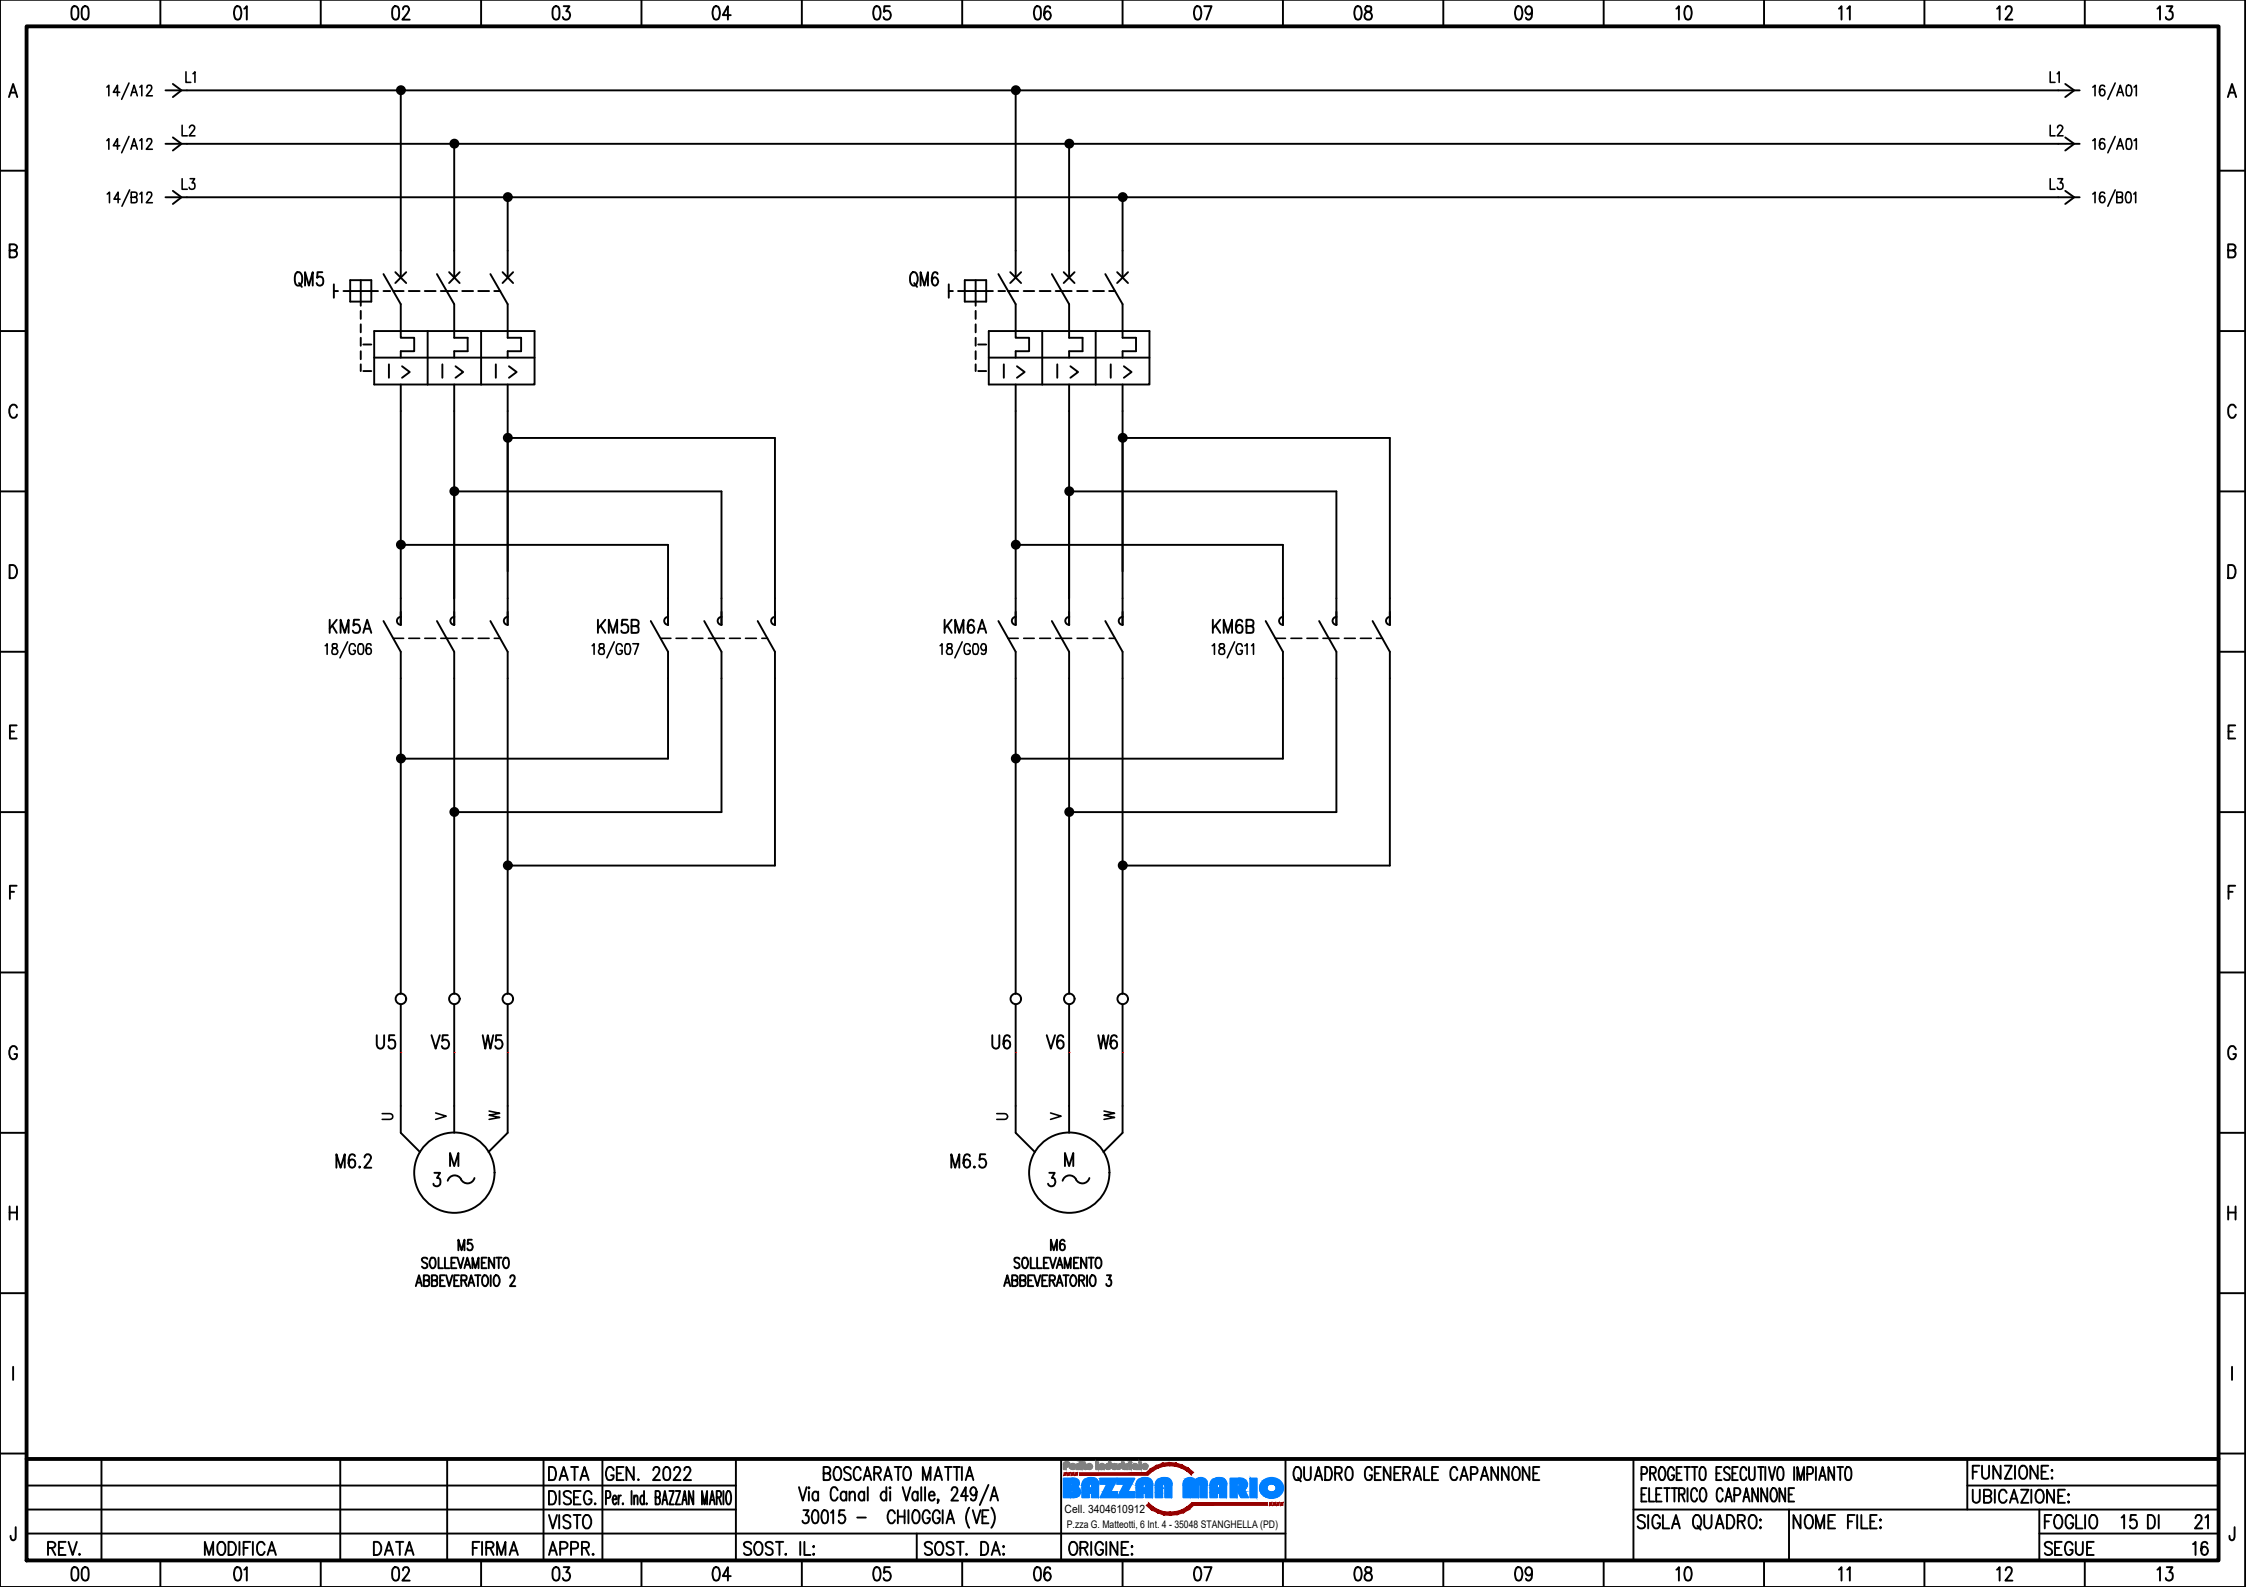 00 01 02 03 04 05 06 07 08 09 10 11 12 13
A A
L1 L1
14/A12 16/A01
L2 L2
14/A12 16/A01
L3 L3
14/B12 16/B01
B B
QM5 QM6
I > I > I > I > I > I >
C C
D D
KM5A KM5B KM6A KM6B
18/G06 18/G07 18/G09 18/G11
E E
F F
U5 V5 W5 U6 V6 W6
G G
U V W U V W
M6.2 M M6.5 M
3 3
H H
M5
SOLLEVAMENTO
ABBEVERATOIO 2
M6
SOLLEVAMENTO
ABBEVERATORIO 3
I I
J J
DATA GEN. 2022
DISEG. Per. Ind. BAZZAN MARIO
VISTO
REV. MODIFICA DATA FIRMA APPR.
BOSCARATO MATTIA
Via Canal di Valle, 249/A
30015 - CHIOGGIA (VE)
SOST. IL: SOST. DA: ORIGINE:
BAZZAN MARIO
Cell. 3404610912
P.zza G. Matteotti, 6 Int. 4 - 35048 STANGHELLA (PD)
QUADRO GENERALE CAPANNONE
PROGETTO ESECUTIVO IMPIANTO
ELETTRICO CAPANNONE
FUNZIONE:
UBICAZIONE:
SIGLA QUADRO: NOME FILE:
FOGLIO 15 DI 21
SEGUE 16
00 01 02 03 04 05 06 07 08 09 10 11 12 13